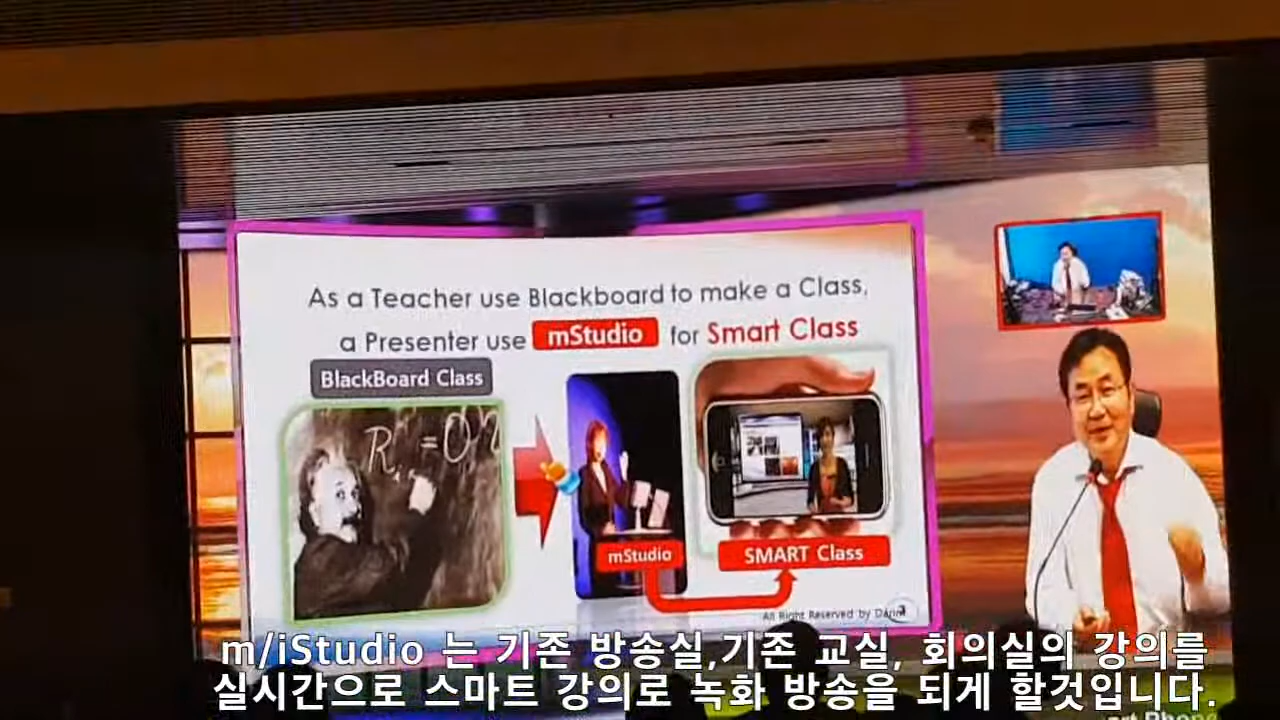 As a Teacher use Blackboard to make a Class,
a Presenter use mStudio for Smart Class
BlackBoard Class
mStudio
SMART Class
All Right Reserved by
3
m/iStudio 는 기존 방송실,기존 교실, 회의실의 강의를
실시간으로 스마트 강의로 녹화 방송을 되게 할것입니다.